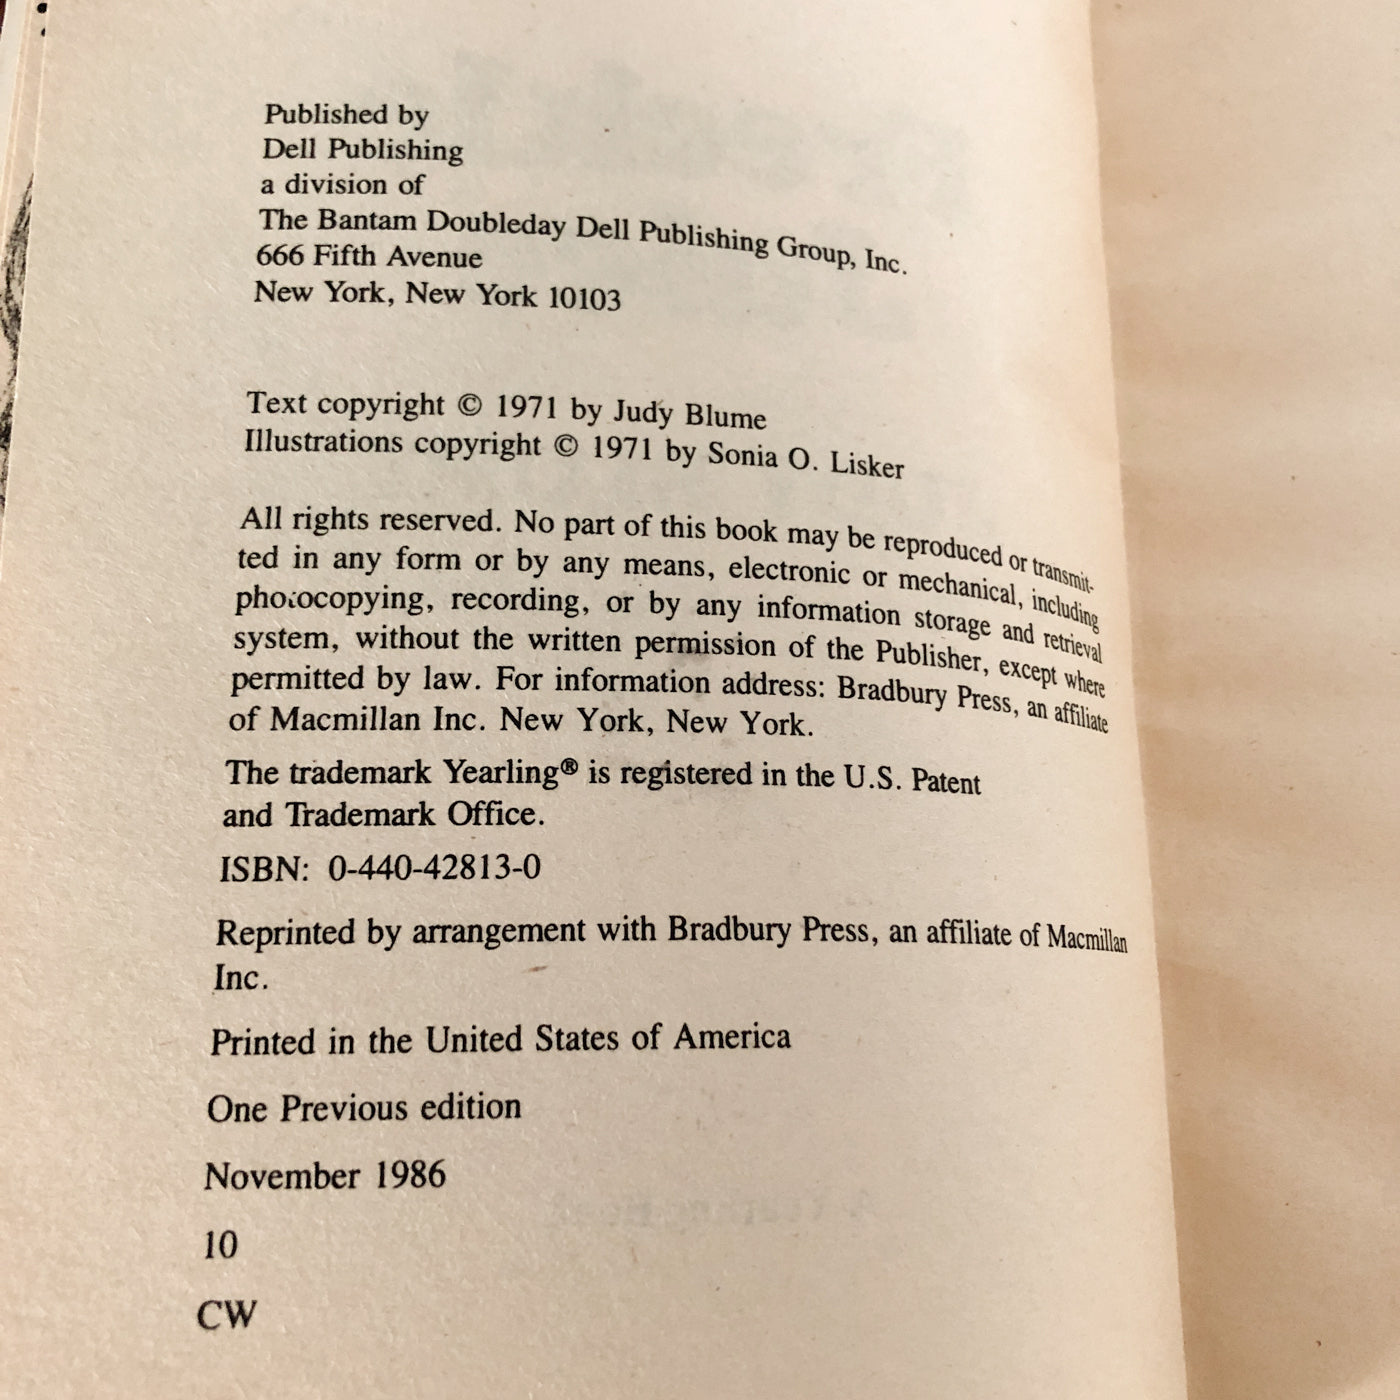 Published by
Dell Publishing
a division of
The Bantam Doubleday Dell Publishing Group, Inc.
666 Fifth Avenue
New York, New York 10103
Text copyright © 1971 by Judy Blume
Illustrations copyright © 1971 by Sonia O. Lisker
All rights reserved. No part of this book may be reproduced or transmit-
ted in any form or by any means, electronic or mechanical, including
photocopying, recording, or by any information storage and retrieval
system, without the written permission of the Publisher, except where
permitted by law. For information address: Bradbury Press, an affiliate
of Macmillan Inc. New York, New York.
The trademark Yearling® is registered in the U.S. Patent
and Trademark Office.
ISBN: 0-440-42813-0
Reprinted by arrangement with Bradbury Press, an affiliate of Macmillan
Inc.
Printed in the United States of America
One Previous edition
November 1986
10
CW